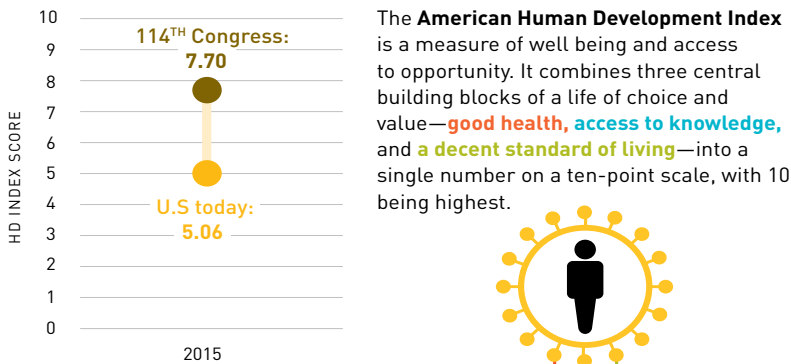 10
9
8
7
6
5
4
3
2
1
0
HD INDEX SCORE
114TH Congress:
7.70
U.S today:
5.06
2015
The American Human Development Index
is a measure of well being and access
to opportunity. It combines three central
building blocks of a life of choice and
value—good health, access to knowledge,
and a decent standard of living—into a
single number on a ten-point scale, with 10
being highest.